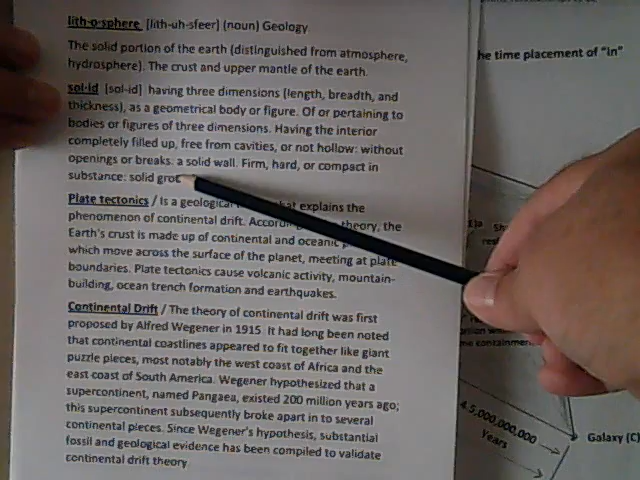 lith·o·sphere [lith-uh-sfeer] (noun) Geology
The solid portion of the earth (distinguished from atmosphere,
hydrosphere). The crust and upper mantle of the earth.
sol·id [sol-id] having three dimensions (length, breadth, and
thickness), as a geometrical body or figure. Of or pertaining to
bodies or figures of three dimensions. Having the interior
completely filled up, free from cavities, or not hollow: without
openings or breaks. a solid wall. Firm, hard, or compact in
substance: solid
Plate tectonics / Is a geological that explains the
phenomenon of continental drift. theory, the
Earth's crust is made up of continental and oceanic
which move across the surface of the planet, meeting at plate
boundaries. Plate tectonics cause volcanic activity, mountain-
building, ocean trench formation and earthquakes.
Continental Drift / The theory of continental drift was first
proposed by Alfred Wegener in 1915 It had long been noted
that continental coastlines appeared to fit together like giant
puzzle pieces, most notably the west coast of Africa and the
east coast of South America. Wegener hypothesized that a
supercontinent, named Pangaea, existed 200 million years ago;
this supercontinent subsequently broke apart in to several
continental pieces. Since Wegener's hypothesis, substantial
fossil and geological evidence has been compiled to validate
continental drift theory
he time placement of "in"
4.5,000,000,000
Years
Galaxy (C)